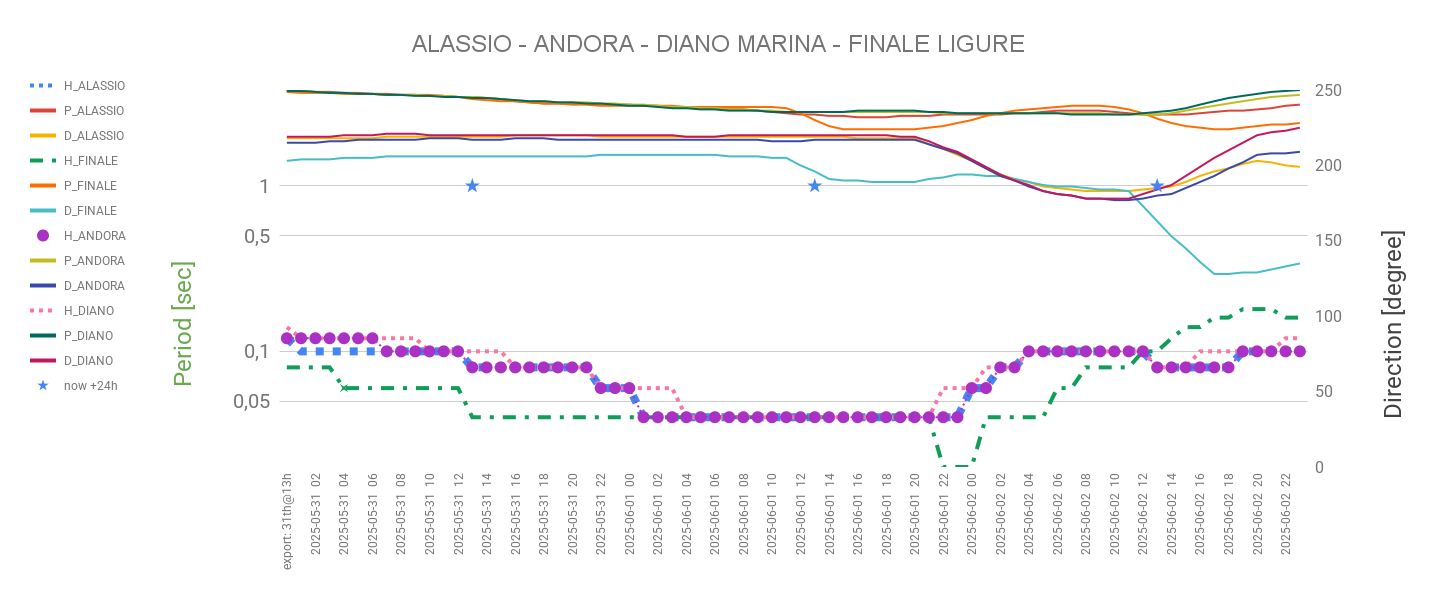 ALASSIO - ANDORA - DIANO MARINA - FINALE LIGURE
H_ALASSIO
P_ALASSIO
D_ALASSIO
H_FINALE
P_FINALE
D_FINALE
H_ANDORA
P_ANDORA
D_ANDORA
H_DIANO
P_DIANO
D_DIANO
now +24h
Period [sec]
1
0,5
0,1
0,05
250
200
150
100
50
0
Direction [degree]
export: 31th@13h
2025-05-31 02
2025-05-31 04
2025-05-31 06
2025-05-31 08
2025-05-31 10
2025-05-31 12
2025-05-31 14
2025-05-31 16
2025-05-31 18
2025-05-31 20
2025-05-31 22
2025-06-01 00
2025-06-01 02
2025-06-01 04
2025-06-01 06
2025-06-01 08
2025-06-01 10
2025-06-01 12
2025-06-01 14
2025-06-01 16
2025-06-01 18
2025-06-01 20
2025-06-01 22
2025-06-02 00
2025-06-02 02
2025-06-02 04
2025-06-02 06
2025-06-02 08
2025-06-02 10
2025-06-02 12
2025-06-02 14
2025-06-02 16
2025-06-02 18
2025-06-02 20
2025-06-02 22